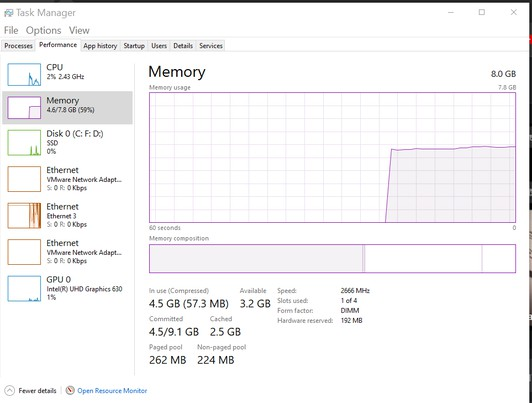 Task Manager
File Options View
Processes Performance App history Startup Users Details Services
CPU
2% 2.43 GHz
Memory
4.6/7.8 GB (59%)
Disk 0 (C: F: D:)
SSD
0%
Ethernet
VMware Network Adapt...
S: 0 R: 0 Kbps
Ethernet
Ethernet 3
S: 0 R: 0 Kbps
Ethernet
VMware Network Adapt...
S: 0 R: 0 Kbps
GPU 0
Intel(R) UHD Graphics 630
1%
Memory 8.0 GB
Memory usage 7.8 GB
60 seconds 0
Memory composition
In use (Compressed) Available
4.5 GB (57.3 MB) 3.2 GB
Committed Cached
4.5/9.1 GB 2.5 GB
Paged pool Non-paged pool
262 MB 224 MB
Speed: 2666 MHz
Slots used: 1 of 4
Form factor: DIMM
Hardware reserved: 192 MB
Fewer details Open Resource Monitor